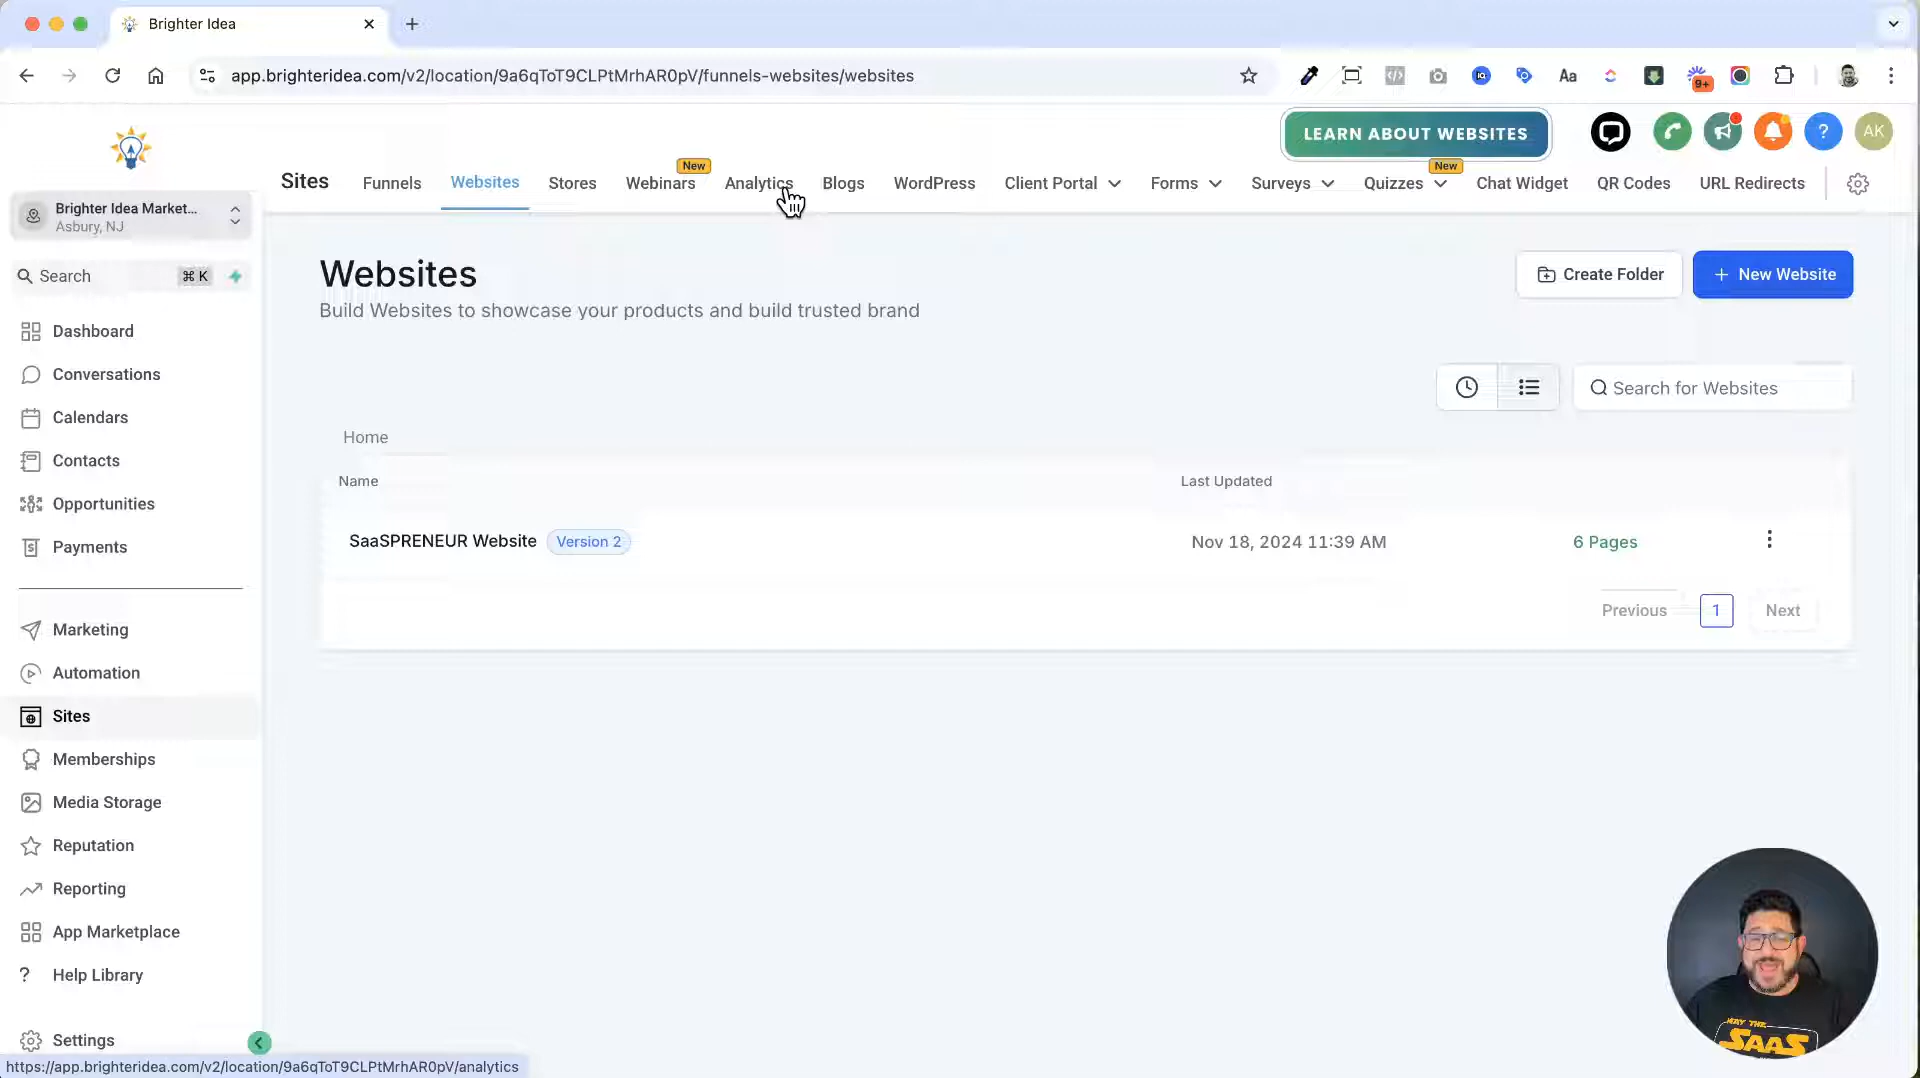 Brighter Idea
app.brighteridea.com/v2/location/9a6qToT9CLPtMrhAR0pV/funnels-websites/websites
Aa
9+
LEARN ABOUT WEBSITES
?
AK
Sites
Funnels
Websites
Stores
Webinars
New
Analytics
Blogs
WordPress
Client Portal
Forms
Surveys
Quizzes
New
Chat Widget
QR Codes
URL Redirects
Brighter Idea Market...
Asbury, NJ
Search
⌘ K
Dashboard
Conversations
Calendars
Contacts
Opportunities
Payments
Marketing
Automation
Sites
Memberships
Media Storage
Reputation
Reporting
App Marketplace
? Help Library
Settings
Websites
Build Websites to showcase your products and build trusted brand
Create Folder
+ New Website
Search for Websites
Home
Name
Last Updated
SaaSPRENEUR Website
Version 2
Nov 18, 2024 11:39 AM
6 Pages
Previous
1
Next
MAY THE
SAAS
https://app.brighteridea.com/v2/location/9a6qToT9CLPtMrhAR0pV/analytics